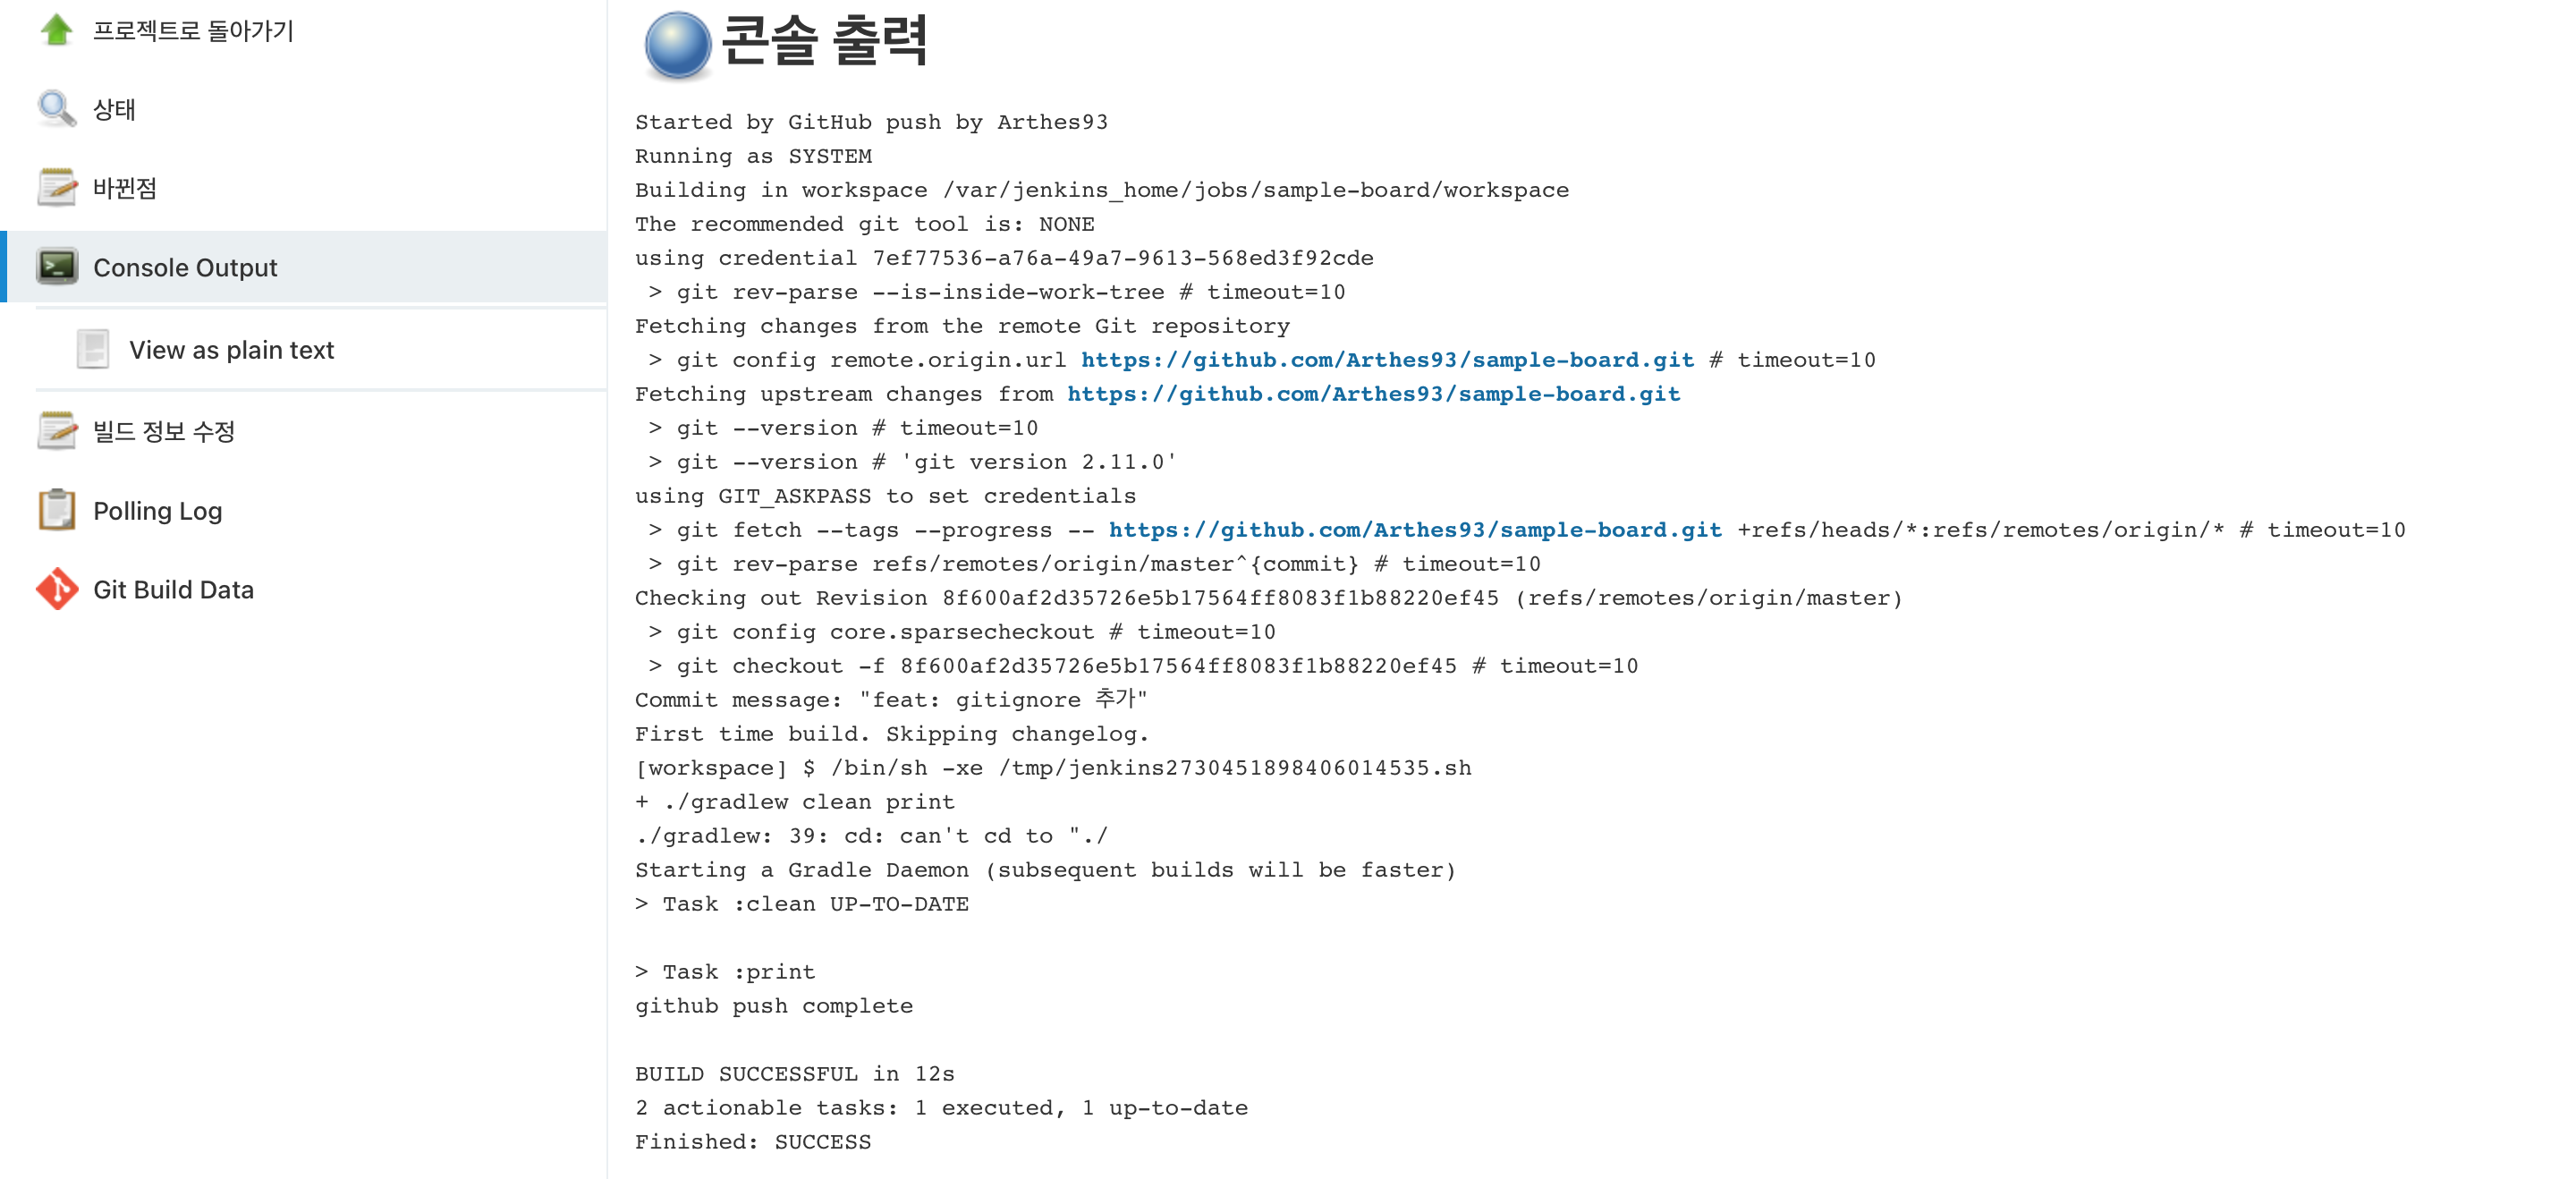 프로젝트로 돌아가기
상태
바뀐점
Console Output
View as plain text
빌드 정보 수정
Polling Log
Git Build Data
콘솔 출력
Started by GitHub push by Arthes93
Running as SYSTEM
Building in workspace /var/jenkins_home/jobs/sample-board/workspace
The recommended git tool is: NONE
using credential 7ef77536-a76a-49a7-9613-568ed3f92cde
 > git rev-parse --is-inside-work-tree # timeout=10
Fetching changes from the remote Git repository
 > git config remote.origin.url https://github.com/Arthes93/sample-board.git # timeout=10
Fetching upstream changes from https://github.com/Arthes93/sample-board.git
 > git --version # timeout=10
 > git --version # 'git version 2.11.0'
using GIT_ASKPASS to set credentials
 > git fetch --tags --progress -- https://github.com/Arthes93/sample-board.git +refs/heads/*:refs/remotes/origin/* # timeout=10
 > git rev-parse refs/remotes/origin/master^{commit} # timeout=10
Checking out Revision 8f600af2d35726e5b17564ff8083f1b88220ef45 (refs/remotes/origin/master)
 > git config core.sparsecheckout # timeout=10
 > git checkout -f 8f600af2d35726e5b17564ff8083f1b88220ef45 # timeout=10
Commit message: "feat: gitignore 추가"
First time build. Skipping changelog.
[workspace] $ /bin/sh -xe /tmp/jenkins2730451898406014535.sh
+ ./gradlew clean print
./gradlew: 39: cd: can't cd to "./
Starting a Gradle Daemon (subsequent builds will be faster)
> Task :clean UP-TO-DATE
> Task :print
github push complete
BUILD SUCCESSFUL in 12s
2 actionable tasks: 1 executed, 1 up-to-date
Finished: SUCCESS